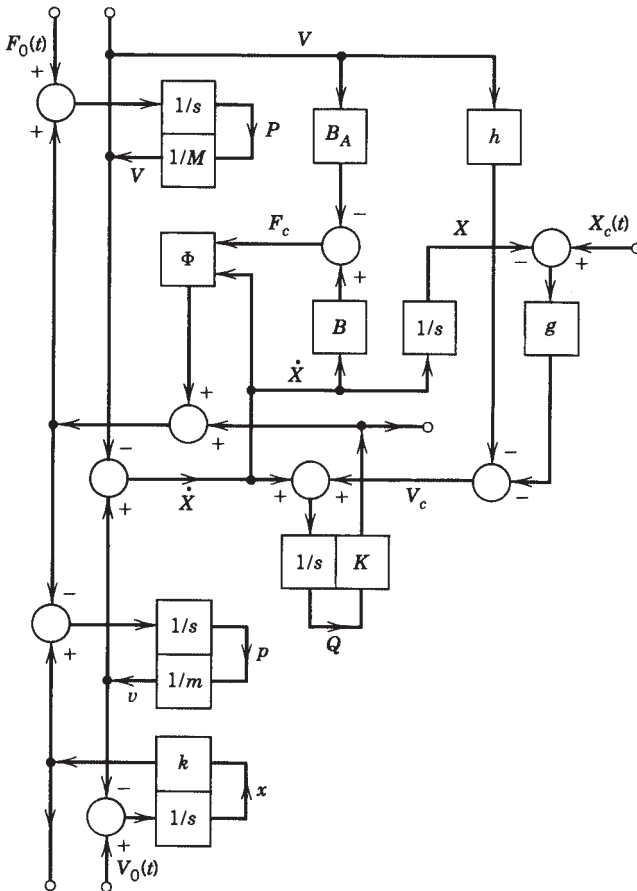 V
F₀(t)
+
+
1/s
P
1/M
V
B_A
h
−
F_c
+
Φ
X
X_c(t)
−
+
B
1/s
g
Ẋ
+
+
−
+
Ẋ
+
+
V_c
−
−
1/s
K
Q
−
+
1/s
p
1/m
v
k
x
−
1/s
+
V₀(t)